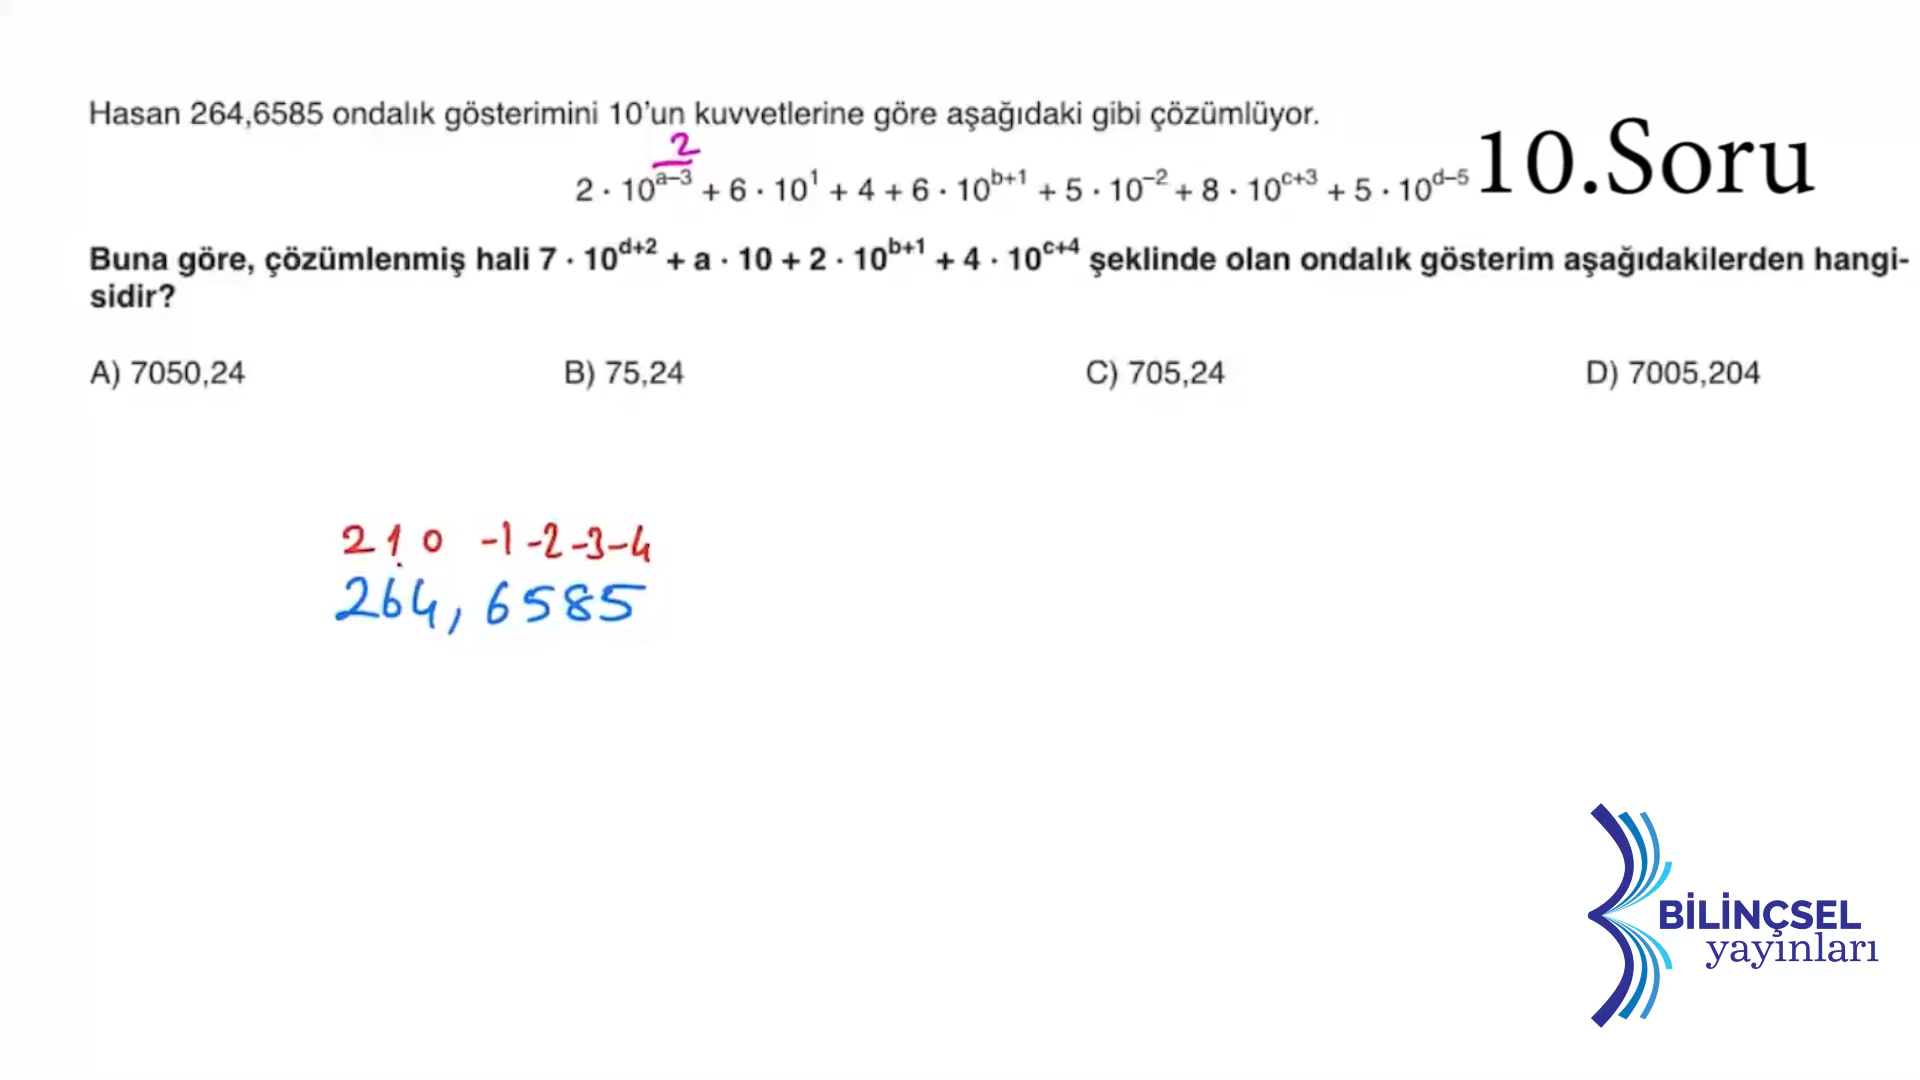 Hasan 264,6585 ondalık gösterimini 10'un kuvvetlerine göre aşağıdaki gibi çözümlüyor.
2
2 · 10^(a–3) + 6 · 10^1 + 4 + 6 · 10^(b+1) + 5 · 10^(–2) + 8 · 10^(c+3) + 5 · 10^(d–5)
10.Soru
Buna göre, çözümlenmiş hali 7 · 10^(d+2) + a · 10 + 2 · 10^(b+1) + 4 · 10^(c+4) şeklinde olan ondalık gösterim aşağıdakilerden hangi-
sidir?
A) 7050,24 B) 75,24 C) 705,24 D) 7005,204
2 1 0 -1 -2 -3 -4
264, 6585
BİLİNÇSEL
yayınları